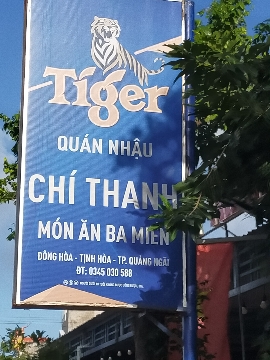 Tiger
QUÁN NHẬU
CHÍ THANH
MÓN ĂN BA MIỀN
ĐÔNG HÒA - TỊNH HÒA - TP. QUẢNG NGÃI
ĐT: 0345 030 588